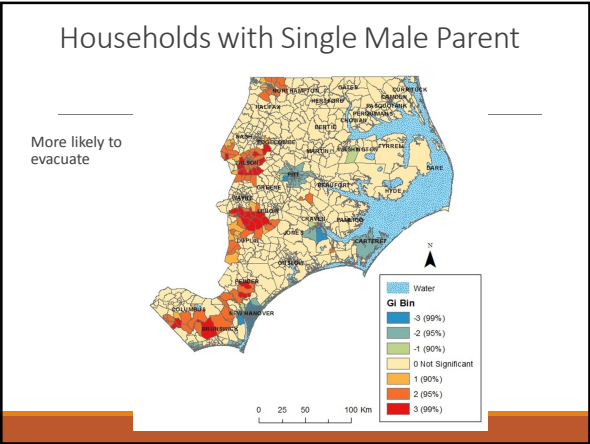 Households with Single Male Parent
More likely to
evacuate
NORTHAMPTON
GATES
CURRITUCK
CAMDEN
PASQUOTANK
PERQUIMANS
CHOWAN
HERTFORD
HALIFAX
BERTIE
NASH
EDGECOMBE
MARTIN
WASHINGTON
TYRRELL
DARE
WILSON
PITT
BEAUFORT
HYDE
GREENE
WAYNE
LENOIR
CRAVEN
PAMLICO
JONES
DUPLIN
CARTERET
ONSLOW
PENDER
COLUMBUS
NEW HANOVER
BRUNSWICK
N
Water
Gi Bin
-3 (99%)
-2 (95%)
-1 (90%)
0 Not Significant
1 (90%)
2 (95%)
3 (99%)
0 25 50 100 Km